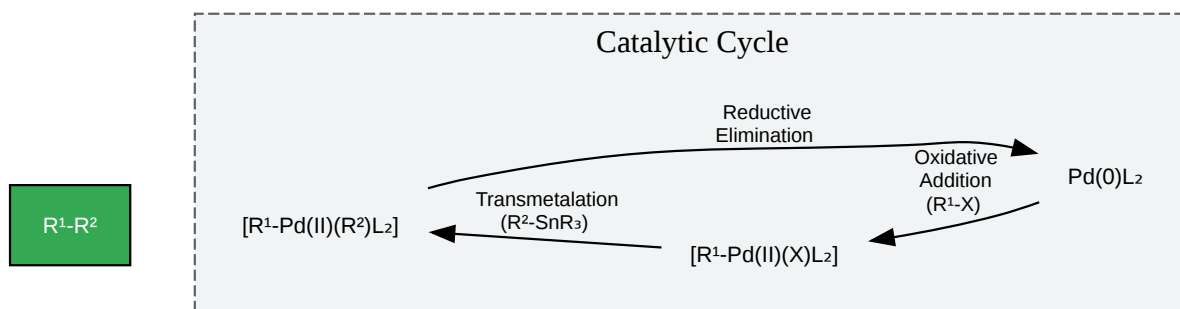 Catalytic Cycle
Reductive
Elimination
Oxidative
Addition
(R¹-X)
Pd(0)L₂
Transmetalation
(R²-SnR₃)
R¹-R²
[R¹-Pd(II)(R²)L₂]
[R¹-Pd(II)(X)L₂]